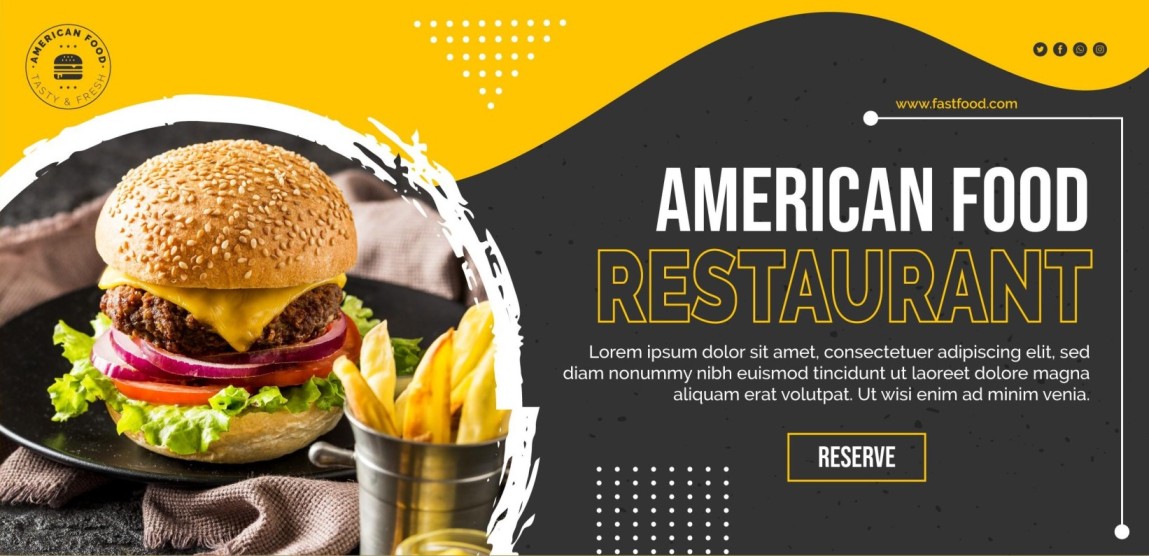 AMERICAN FOOD
TASTY & FRESH
www.fastfood.com
AMERICAN FOOD
RESTAURANT
Lorem ipsum dolor sit amet, consectetuer adipiscing elit, sed
diam nonummy nibh euismod tincidunt ut laoreet dolore magna
aliquam erat volutpat. Ut wisi enim ad minim venia.
RESERVE